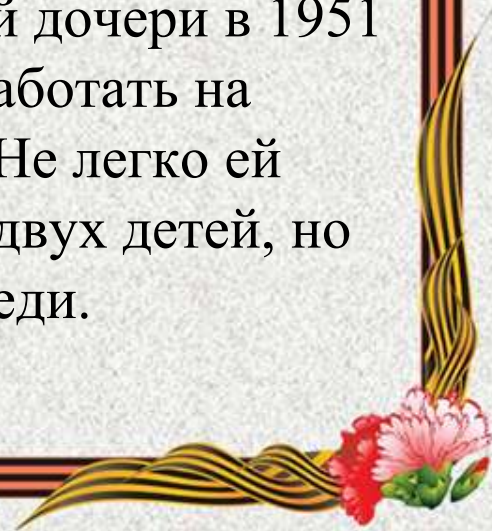 й дочери в 1951
аботать на
Не легко ей
двух детей, но
еди.